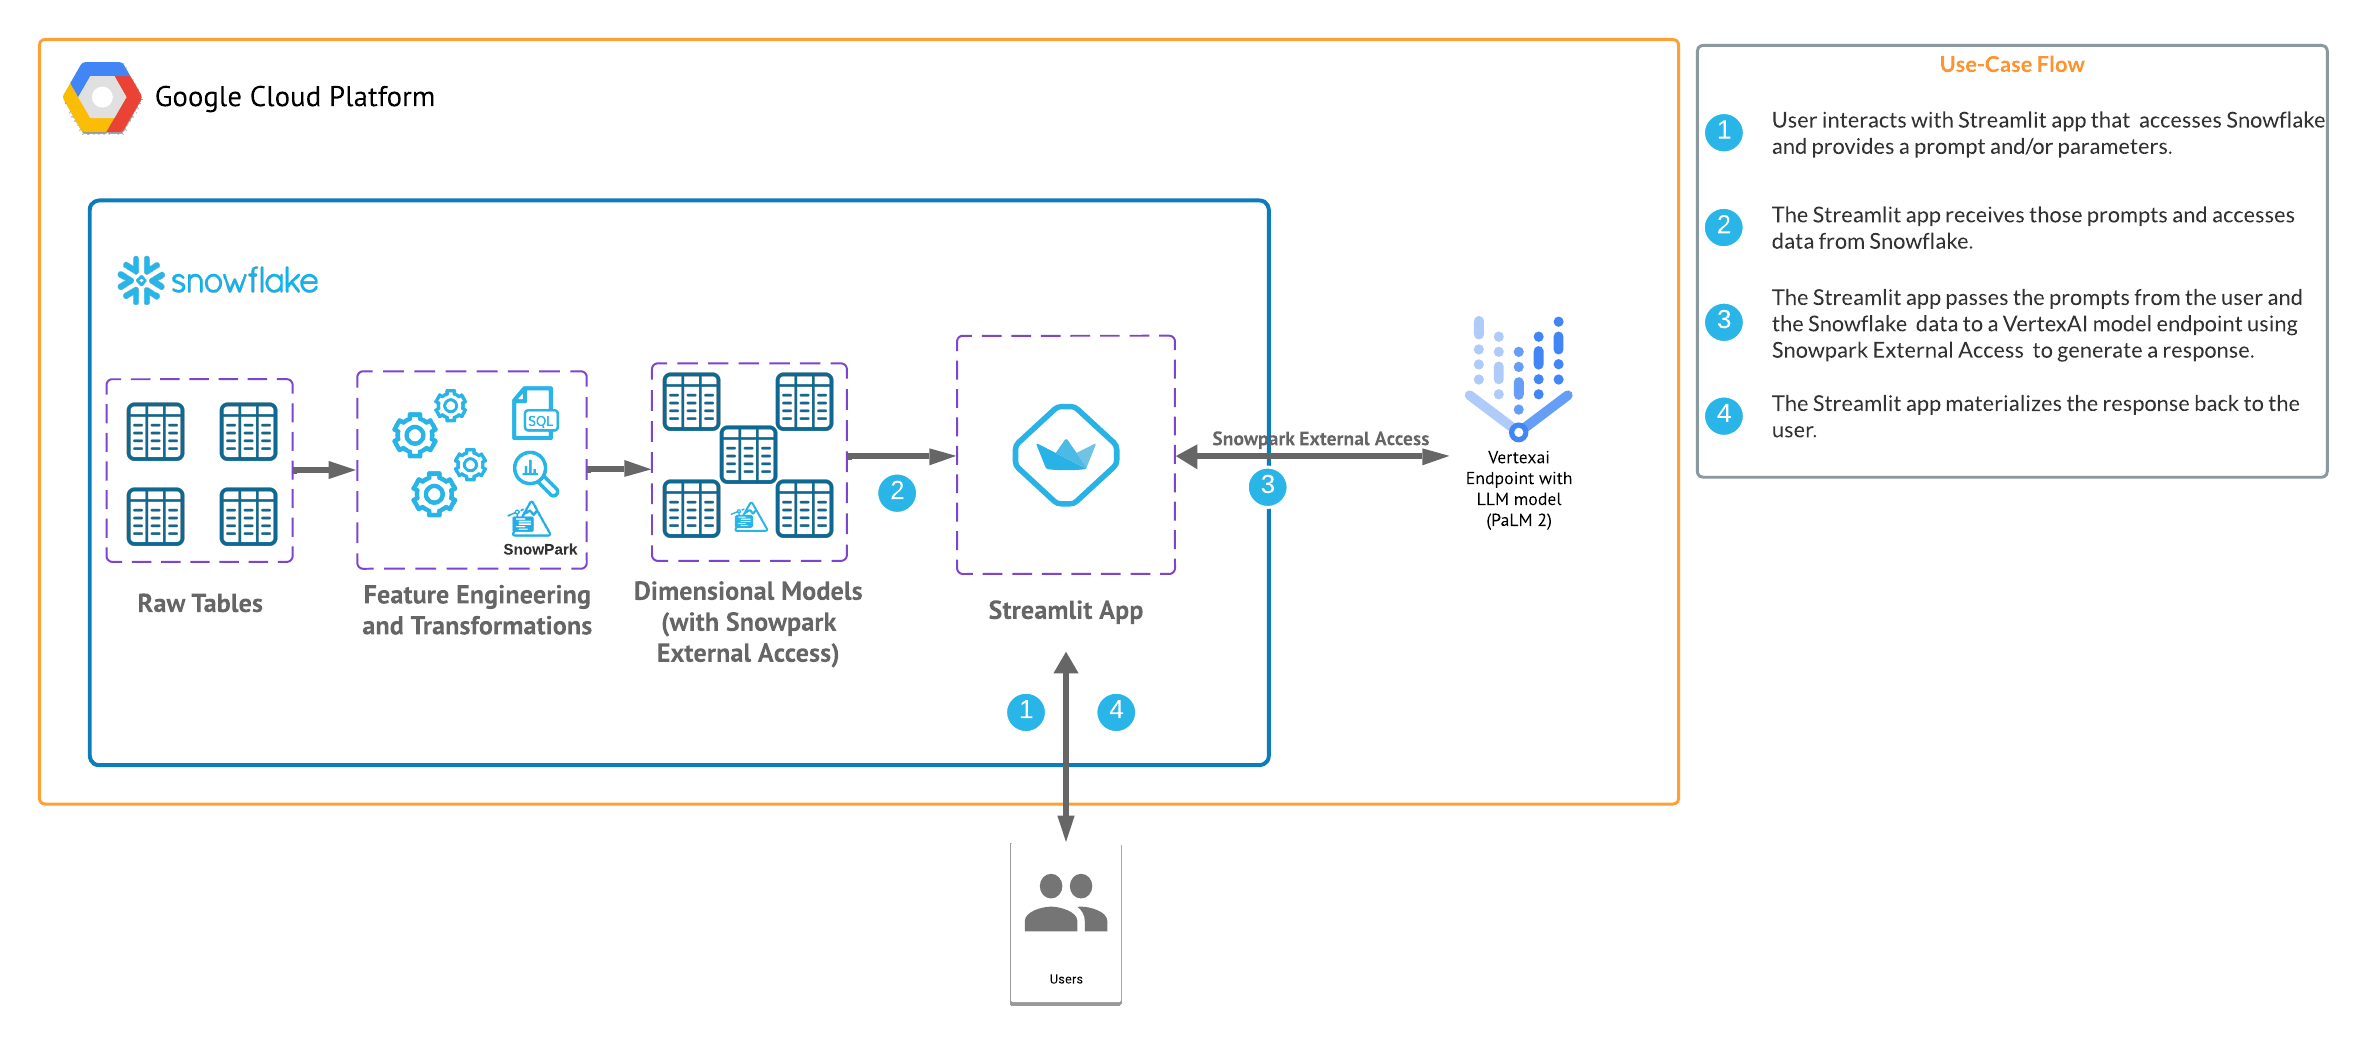 Google Cloud Platform
snowflake
SQL
SnowPark
Raw Tables
Feature Engineering
and Transformations
Dimensional Models
(with Snowpark
External Access)
2
Streamlit App
Snowpark External Access
3
Vertexai
Endpoint with
LLM model
(PaLM 2)
1
4
Users
Use-Case Flow
1
User interacts with Streamlit app that accesses Snowflake
and provides a prompt and/or parameters.
2
The Streamlit app receives those prompts and accesses
data from Snowflake.
3
The Streamlit app passes the prompts from the user and
the Snowflake data to a VertexAI model endpoint using
Snowpark External Access to generate a response.
4
The Streamlit app materializes the response back to the
user.